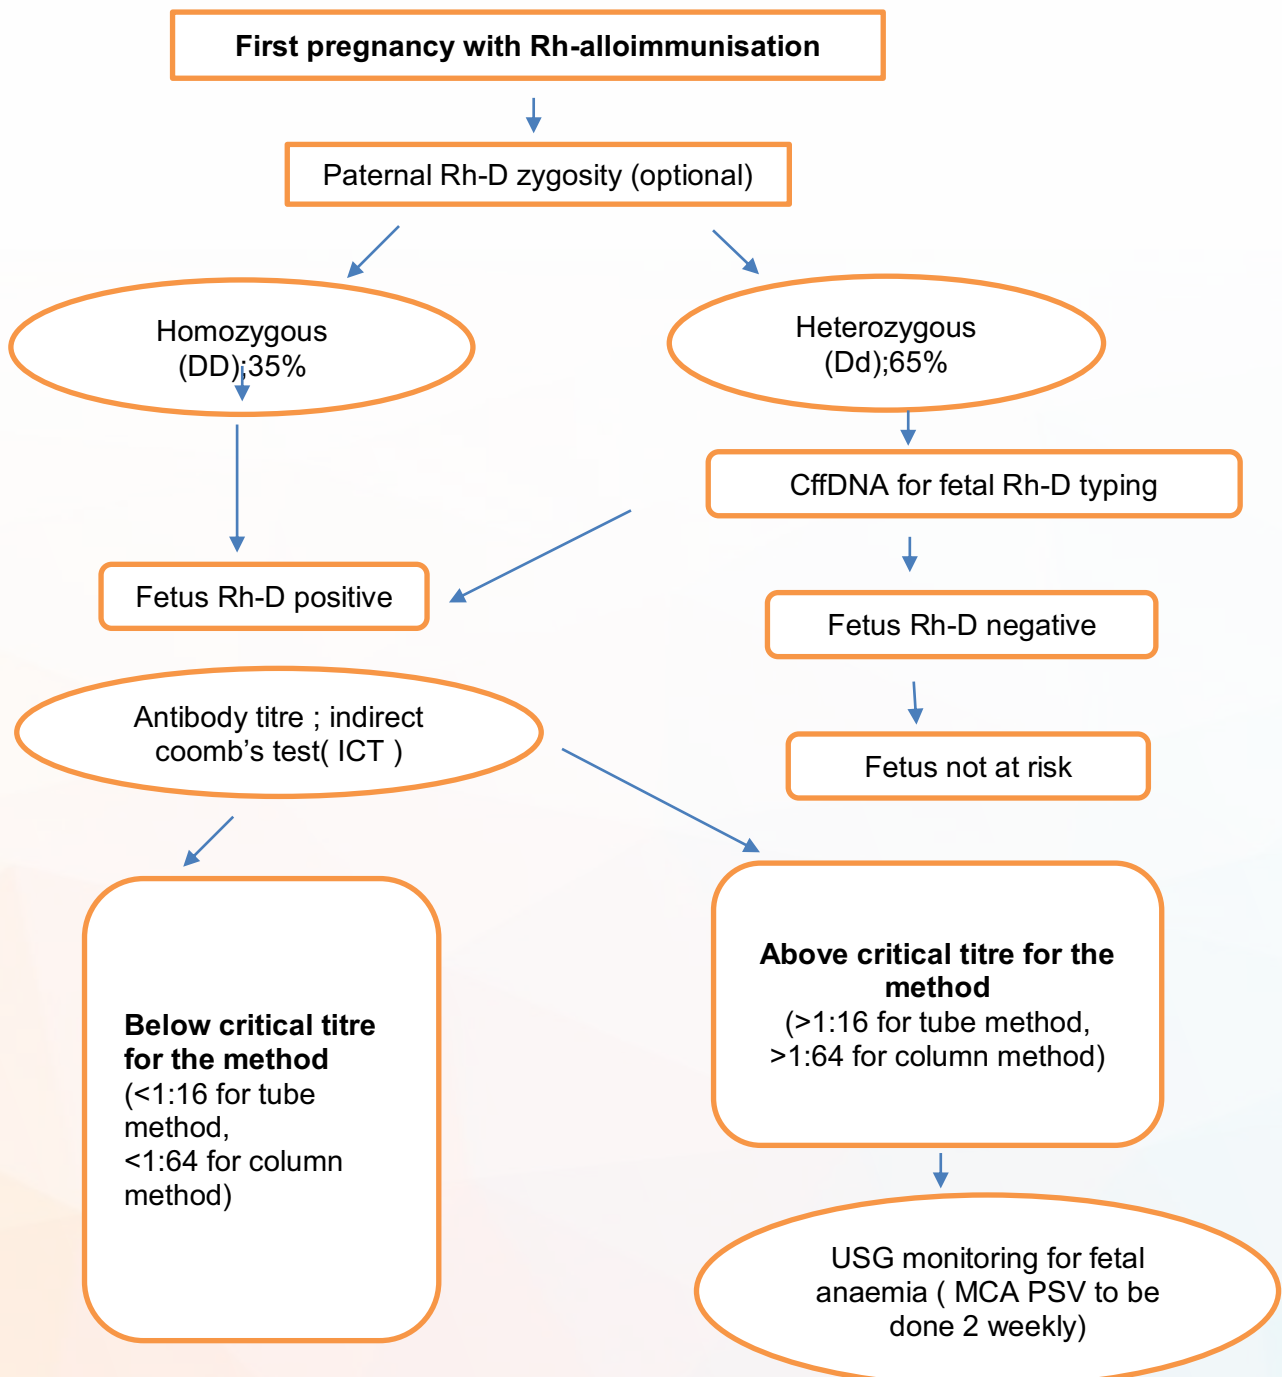 First pregnancy with Rh-alloimmunisation
Paternal Rh-D zygosity (optional)
Homozygous
(DD);35%
Heterozygous
(Dd);65%
CffDNA for fetal Rh-D typing
Fetus Rh-D positive
Fetus Rh-D negative
Antibody titre ; indirect
coomb's test( ICT )
Fetus not at risk
Below critical titre
for the method
(<1:16 for tube
method,
<1:64 for column
method)
Above critical titre for the
method
(>1:16 for tube method,
>1:64 for column method)
USG monitoring for fetal
anaemia ( MCA PSV to be
done 2 weekly)